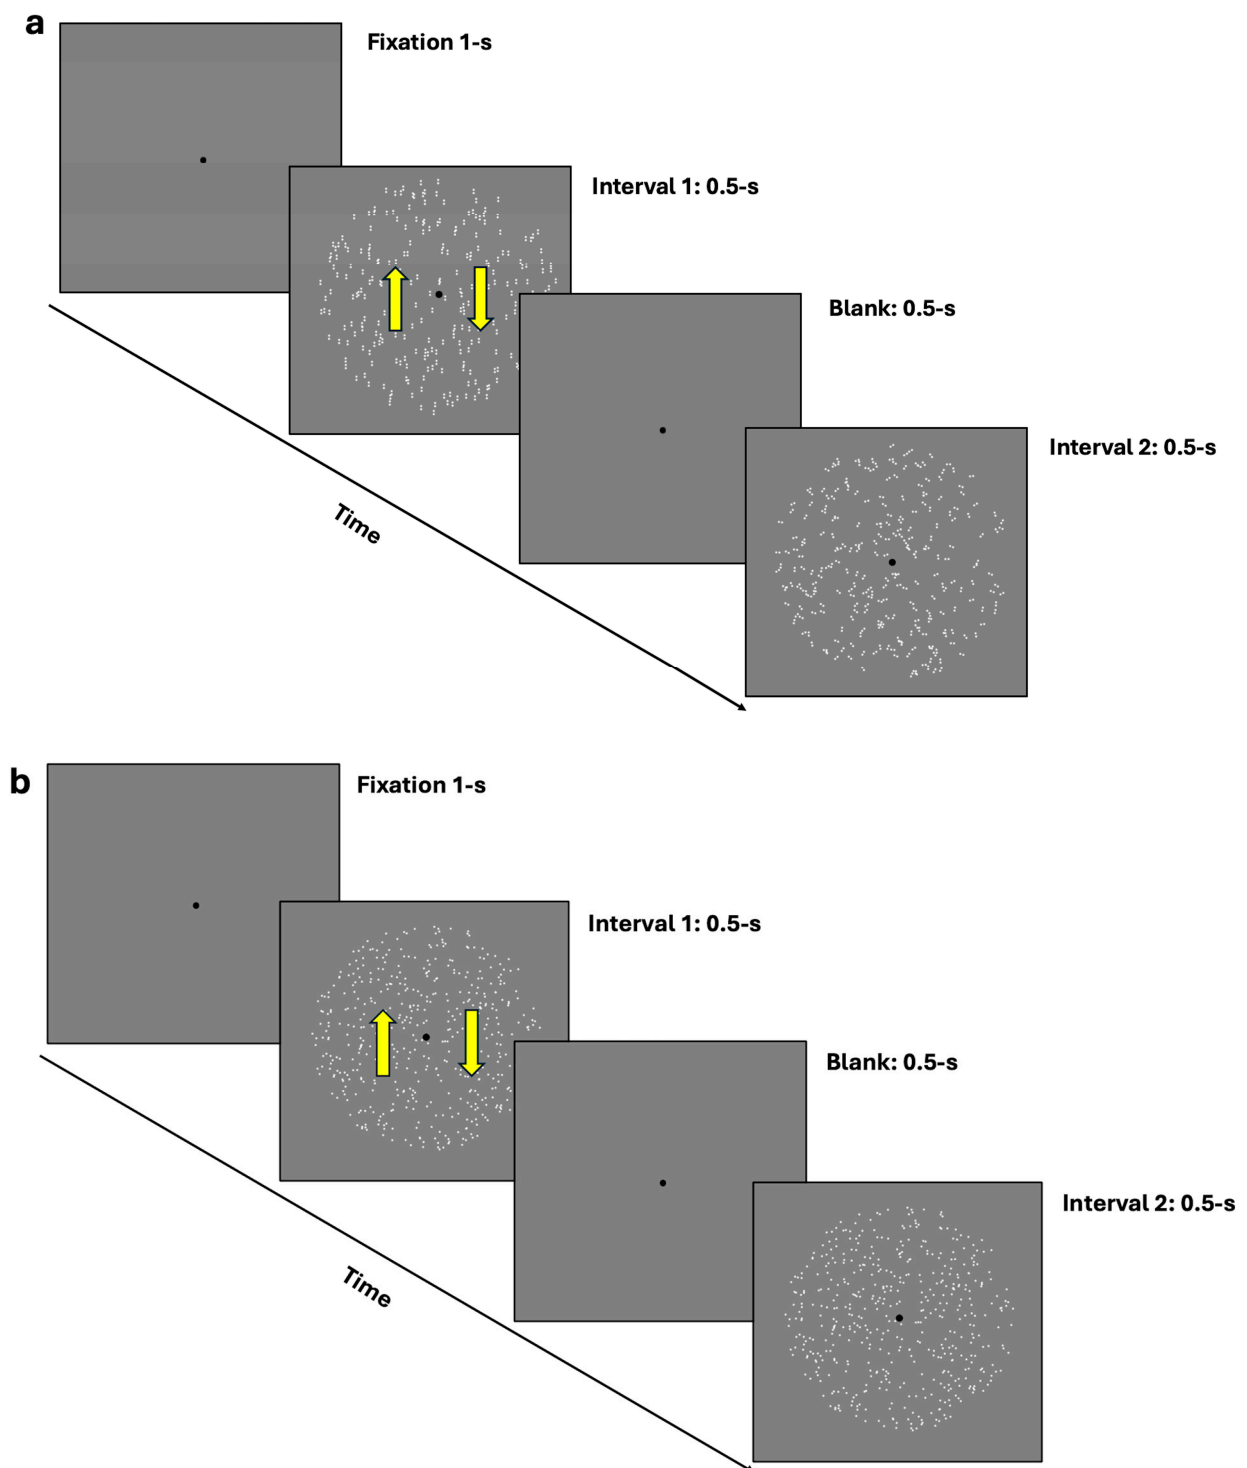 a
Fixation 1-s
Interval 1: 0.5-s
Blank: 0.5-s
Interval 2: 0.5-s
Time
b
Fixation 1-s
Interval 1: 0.5-s
Blank: 0.5-s
Interval 2: 0.5-s
Time